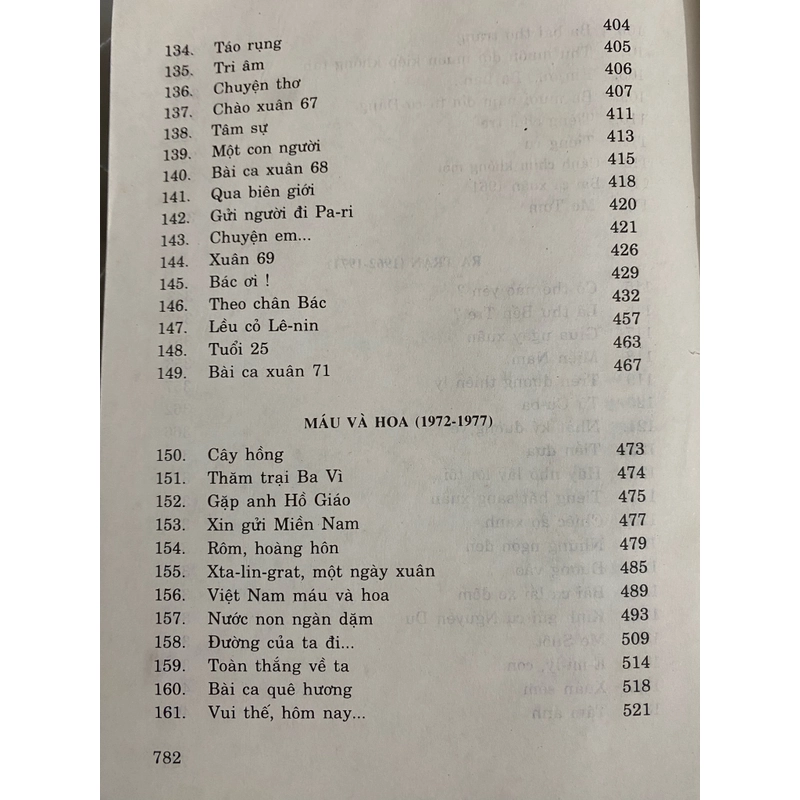 134. Táo rụng 404
135. Tri âm 405
136. Chuyện thơ 406
137. Chào xuân 67 407
138. Tâm sự 411
139. Một con người 413
140. Bài ca xuân 68 415
141. Qua biên giới 418
142. Gửi người đi Pa-ri 420
143. Chuyện em... 421
144. Xuân 69 426
145. Bác ơi ! 429
146. Theo chân Bác 432
147. Lều cỏ Lê-nin 457
148. Tuổi 25 463
149. Bài ca xuân 71 467
MÁU VÀ HOA (1972-1977)
150. Cây hồng 473
151. Thăm trại Ba Vì 474
152. Gặp anh Hồ Giáo 475
153. Xin gửi Miền Nam 477
154. Rôm, hoàng hôn 479
155. Xta-lin-grat, một ngày xuân 485
156. Việt Nam máu và hoa 489
157. Nước non ngàn dặm 493
158. Đường của ta đi... 509
159. Toàn thắng về ta 514
160. Bài ca quê hương 518
161. Vui thế, hôm nay... 521
782